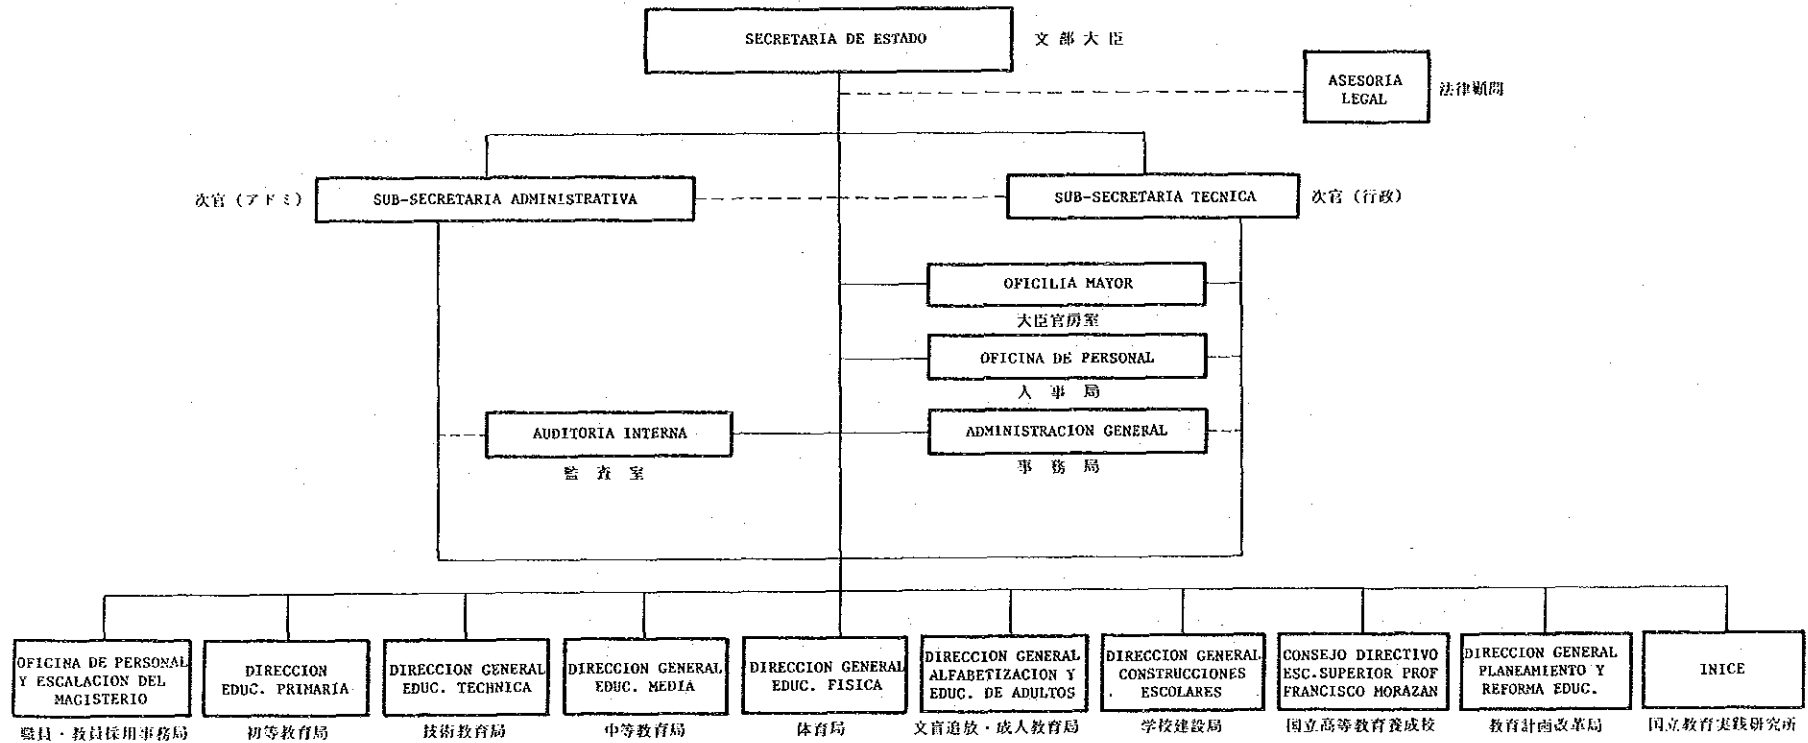 SECRETARIA DE ESTADO
文部大臣
ASESORIA
LEGAL
法律顧問
次官(アドミ)
SUB-SECRETARIA ADMINISTRATIVA
SUB-SECRETARIA TECNICA
次官(行政)
OFICILIA MAYOR
大臣官房室
OFICINA DE PERSONAL
人事局
AUDITORIA INTERNA
監査室
ADMINISTRACION GENERAL
事務局
OFICINA DE PERSONAL
Y ESCALACION DEL
MAGISTERIO
職員・教員採用事務局
DIRECCION
EDUC. PRIMARIA
初等教育局
DIRECCION GENERAL
EDUC. TECHNICA
技術教育局
DIRECCION GENERAL
EDUC. MEDIA
中等教育局
DIRECCION GENERAL
EDUC. FISICA
体育局
DIRECCION GENERAL
ALFABETIZACION Y
EDUC. DE ADULTOS
文盲追放・成人教育局
DIRECCION GENERAL
CONSTRUCCIONES
ESCOLARES
学校建設局
CONSEJO DIRECTIVO
ESC.SUPERIOR PROF
FRANCISCO MORAZAN
国立高等教育養成校
DIRECCION GENERAL
PLANEAMIENTO Y
REFORMA EDUC.
教育計画改革局
INICE
国立教育実践研究所